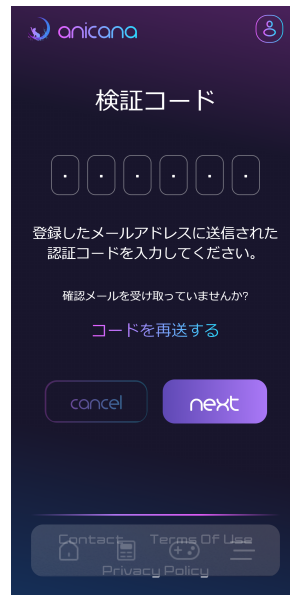 anicana
検証コード
登録したメールアドレスに送信された
認証コードを入力してください。
確認メールを受け取っていませんか?
コードを再送する
cancel
next
Contact
Terms Of Use
Privacy Policy